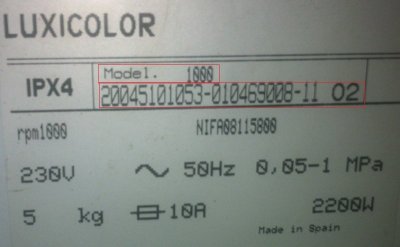 LUXICOLOR
IPX4
Model. 1000
20045101053-010469008-11 02
rpm1000 NIFA08115800
230V 50Hz 0,05-1 MPa
5 kg 10A 2200W
Made in Spain